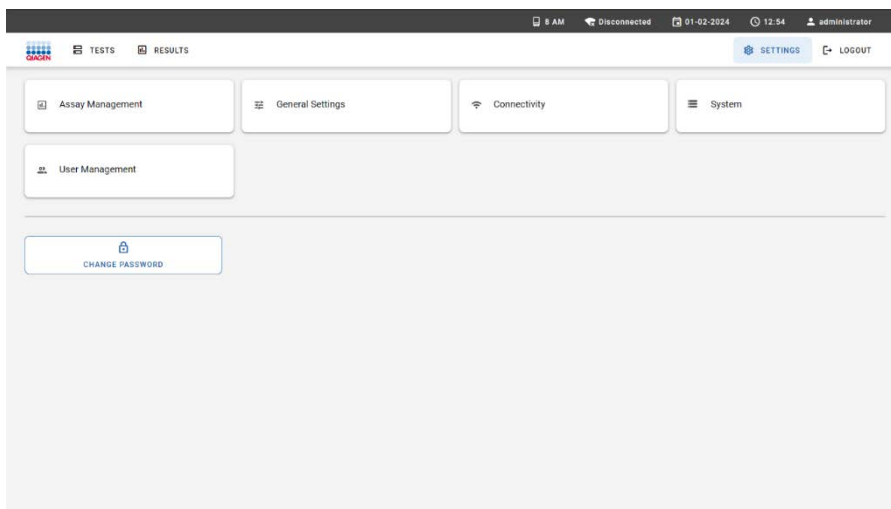 8 AM Disconnected 01-02-2024 12:54 administrator
QIAGEN TESTS RESULTS SETTINGS LOGOUT
Assay Management General Settings Connectivity System
User Management
CHANGE PASSWORD